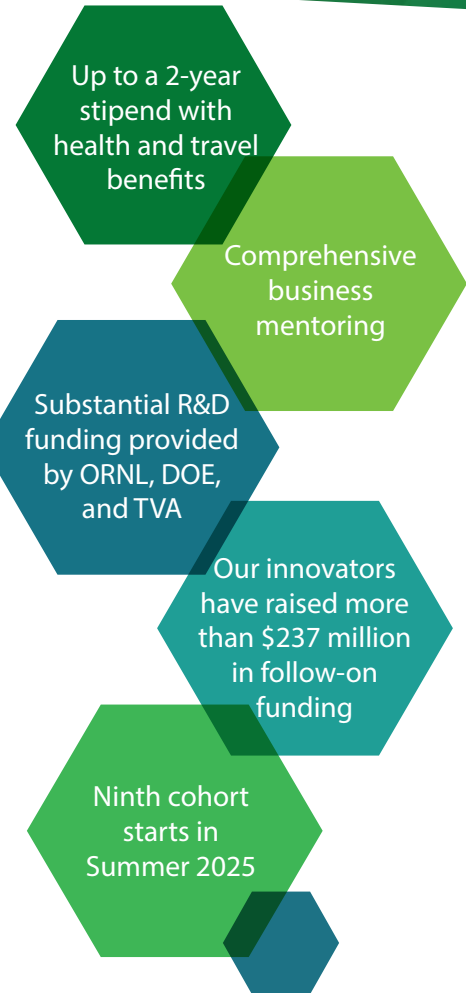 Up to a 2-year
stipend with
health and travel
benefits
Comprehensive
business
mentoring
Substantial R&D
funding provided
by ORNL, DOE,
and TVA
Our innovators
have raised more
than $237 million
in follow-on
funding
Ninth cohort
starts in
Summer 2025